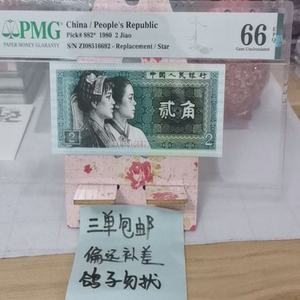 PMG
PAPER MONEY GUARANTY
China / People's Republic
Pick# 882* 1980 2 Jiao
S/N ZJ08516692 - Replacement / Star
66 EPQ
Gem Uncirculated
中国人民银行
贰角
2
三单包邮
偏远补差
鸽子勿扰